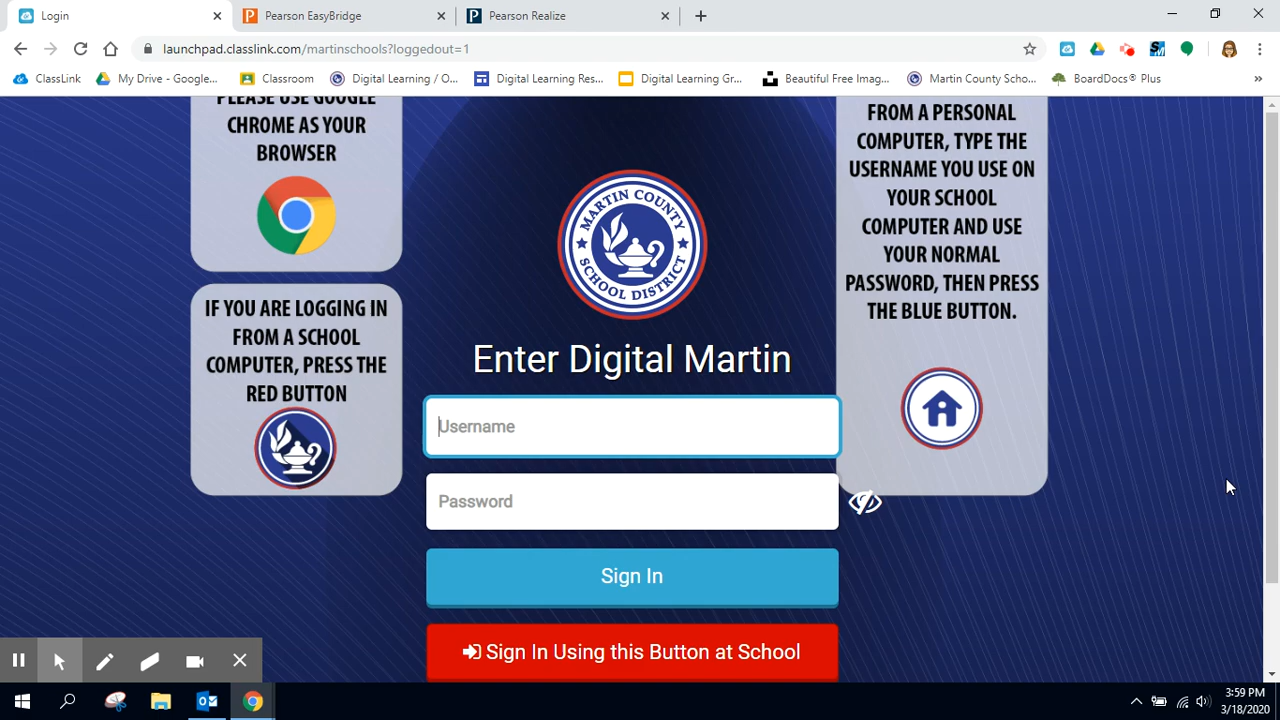 Login
Pearson EasyBridge
Pearson Realize
launchpad.classlink.com/martinschools?loggedout=1
ClassLink
My Drive - Google...
Classroom
Digital Learning / O...
Digital Learning Res...
Digital Learning Gr...
Beautiful Free Imag...
Martin County Scho...
BoardDocs® Plus
»
PLEASE USE GOOGLE
CHROME AS YOUR
BROWSER
IF YOU ARE LOGGING IN
FROM A SCHOOL
COMPUTER, PRESS THE
RED BUTTON
MARTIN COUNTY
SCHOOL DISTRICT
Enter Digital Martin
Username
Password
Sign In
Sign In Using this Button at School
FROM A PERSONAL
COMPUTER, TYPE THE
USERNAME YOU USE ON
YOUR SCHOOL
COMPUTER AND USE
YOUR NORMAL
PASSWORD, THEN PRESS
THE BLUE BUTTON.
3:59 PM
3/18/2020